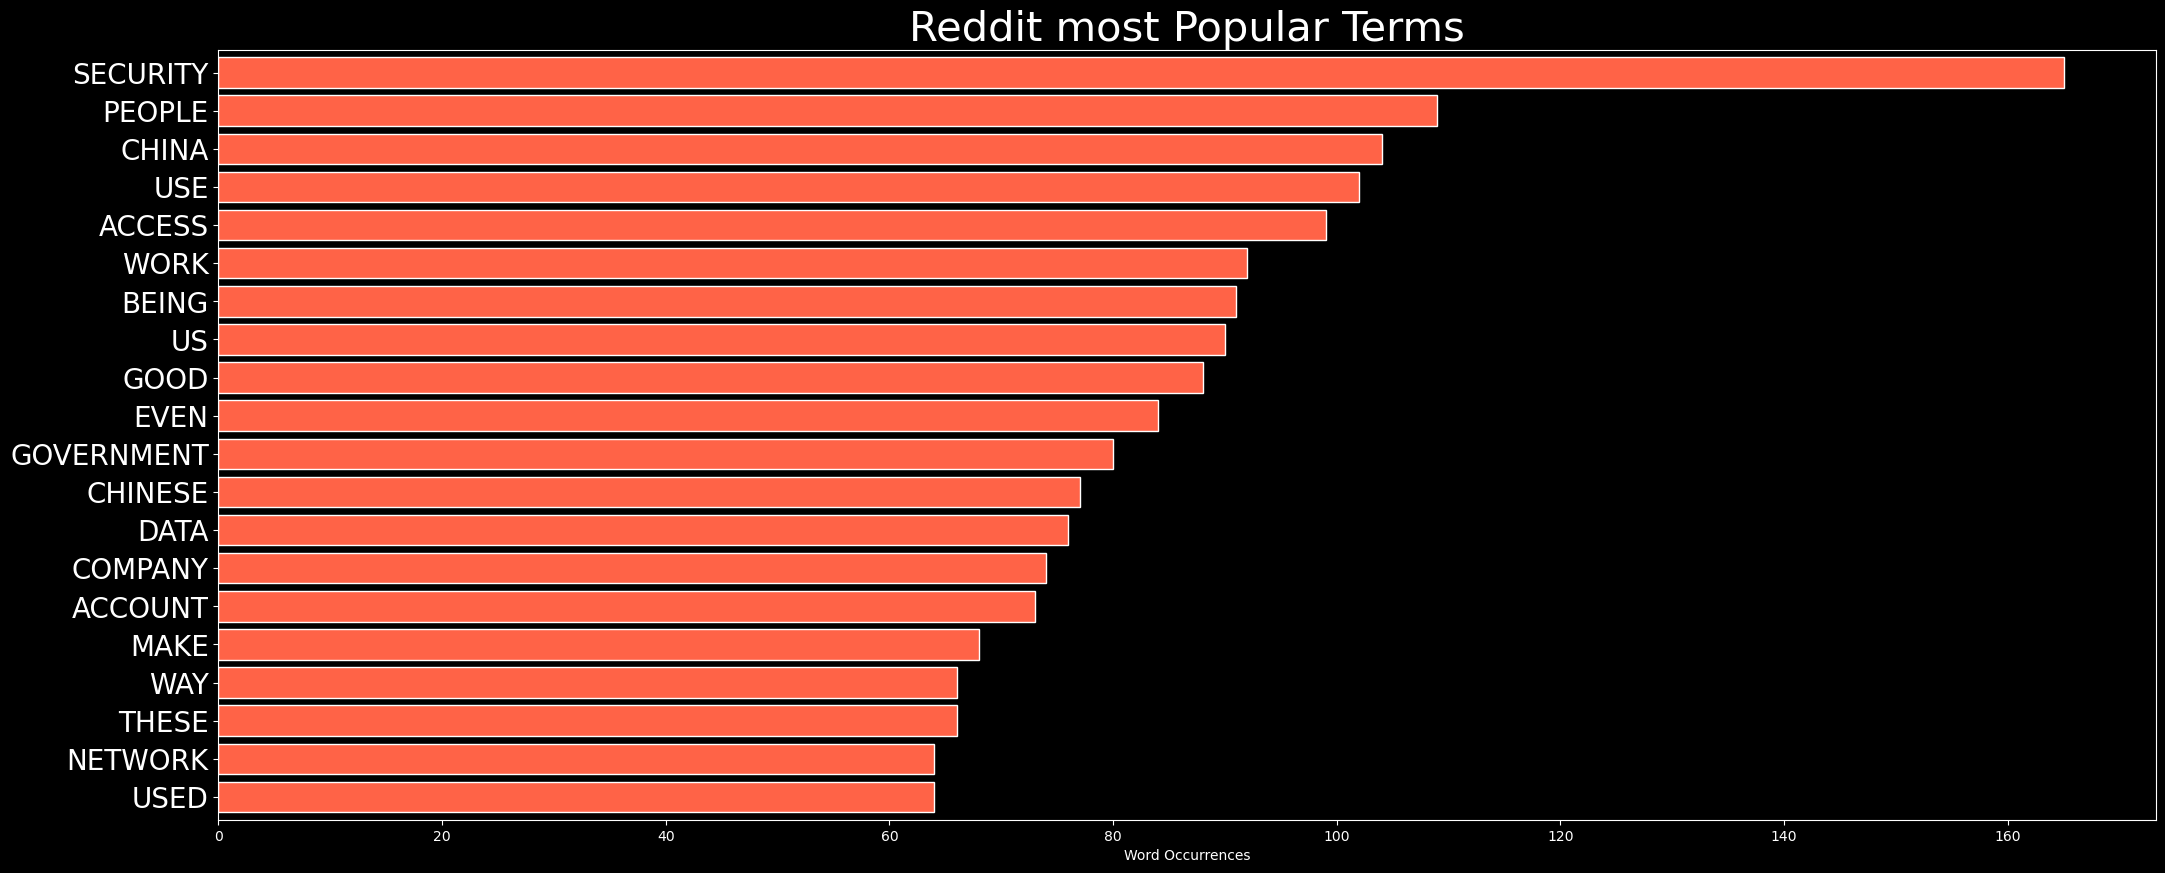 Reddit most Popular Terms
SECURITY
PEOPLE
CHINA
USE
ACCESS
WORK
BEING
US
GOOD
EVEN
GOVERNMENT
CHINESE
DATA
COMPANY
ACCOUNT
MAKE
WAY
THESE
NETWORK
USED
0 20 40 60 80 100 120 140 160
Word Occurrences